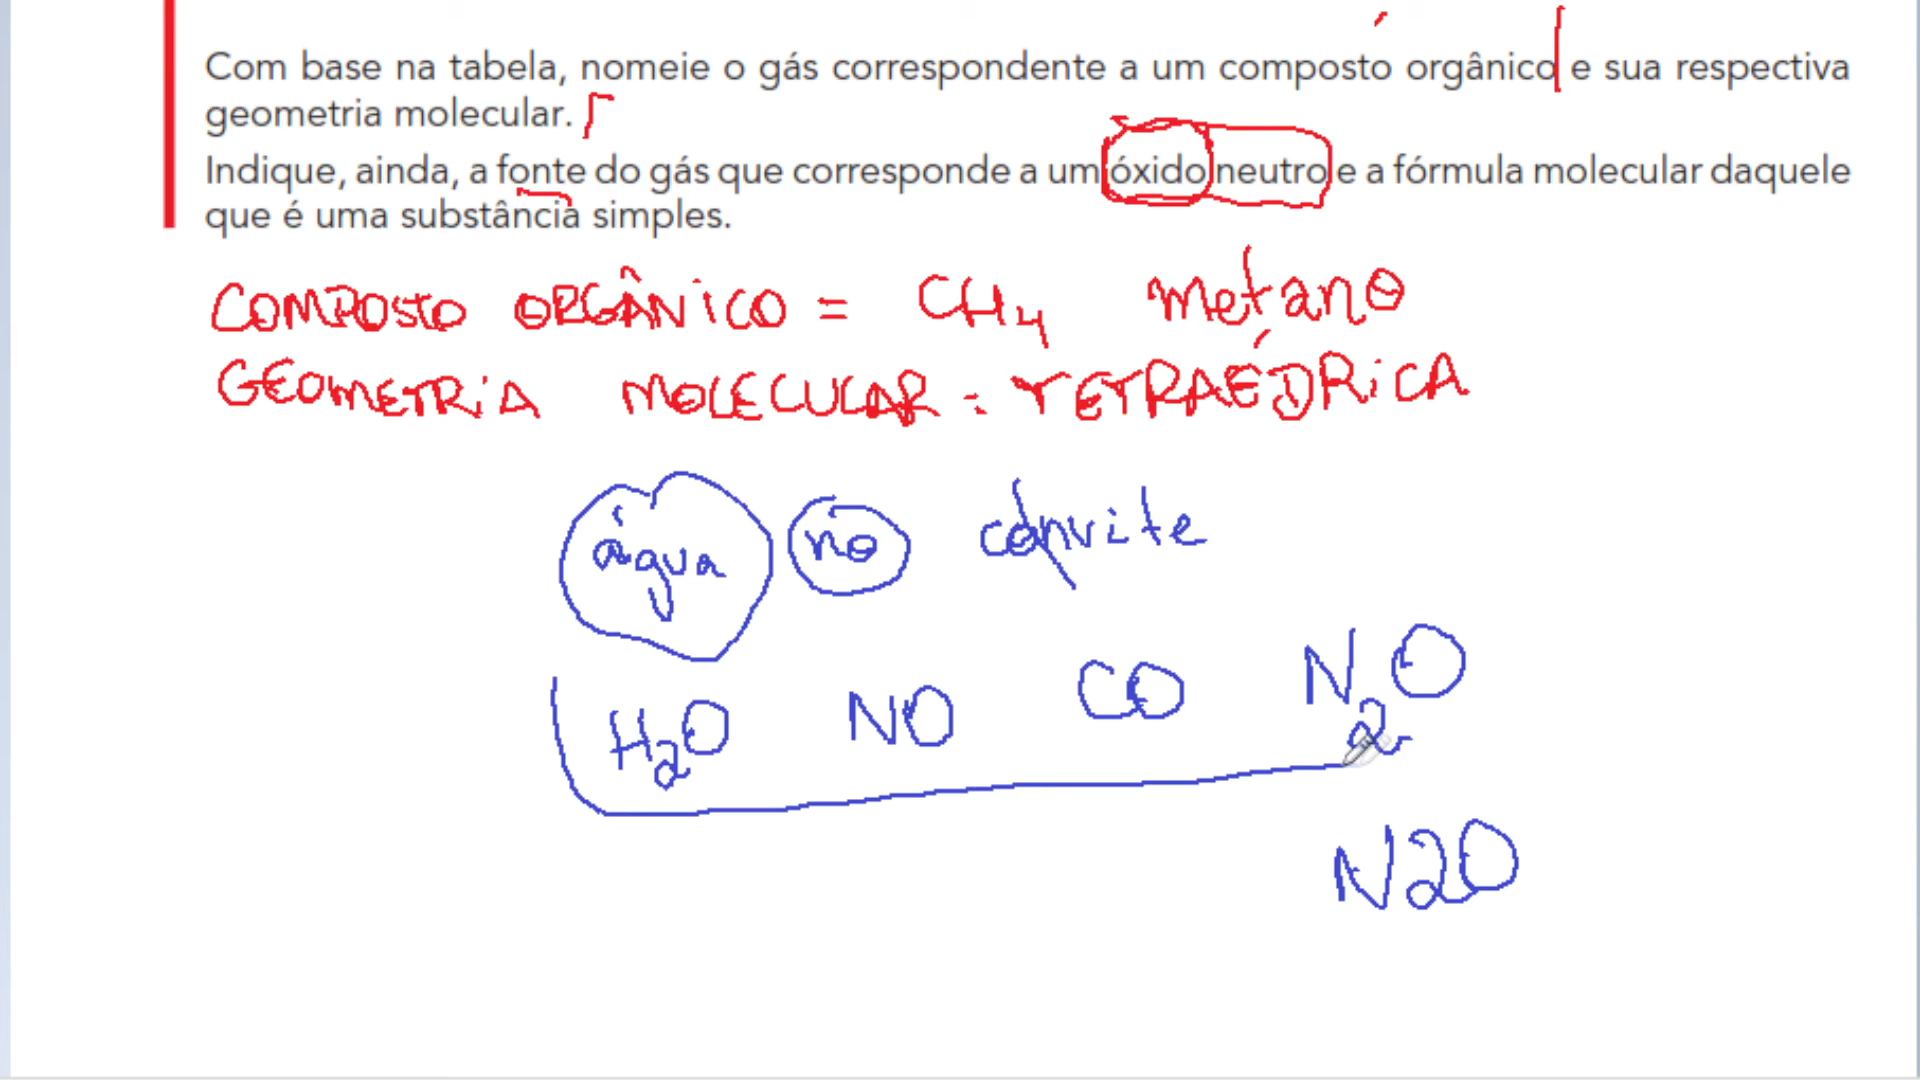 Com base na tabela, nomeie o gás correspondente a um composto orgânico e sua respectiva
geometria molecular.
Indique, ainda, a fonte do gás que corresponde a um óxido neutro e a fórmula molecular daquele
que é uma substância simples.
COMPOSTO ORGÂNICO = CH4 metano
GEOMETRIA MOLECULAR = TETRAÉDRICA
água no convite
H2O NO CO N2O
N2O